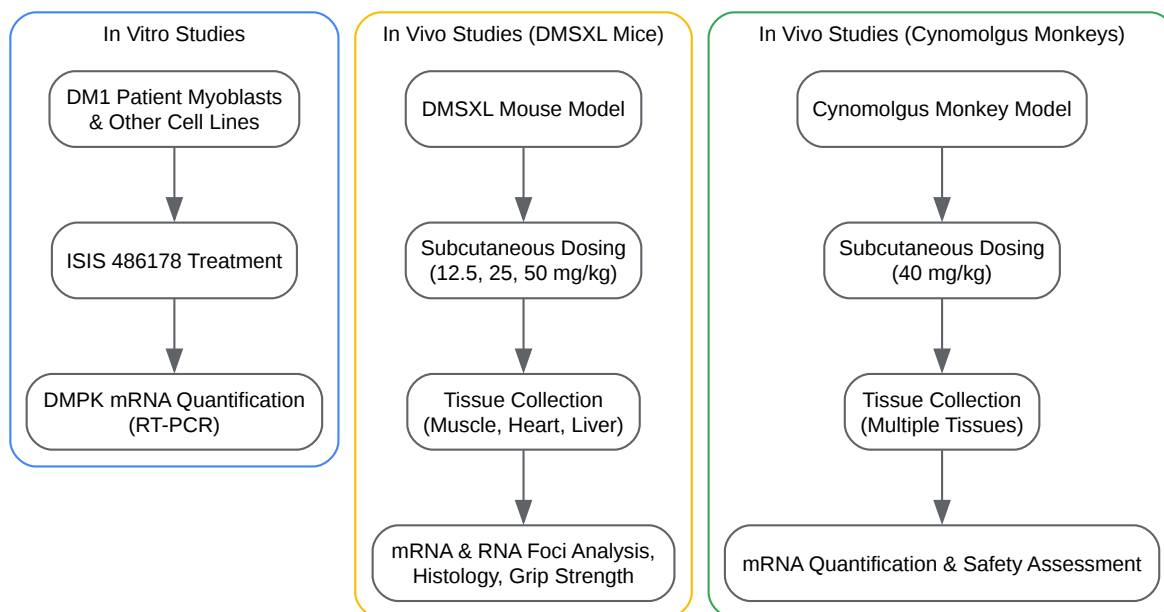 In Vitro Studies
DM1 Patient Myoblasts
& Other Cell Lines
ISIS 486178 Treatment
DMPK mRNA Quantification
(RT-PCR)
In Vivo Studies (DMSXL Mice)
DMSXL Mouse Model
Subcutaneous Dosing
(12.5, 25, 50 mg/kg)
Tissue Collection
(Muscle, Heart, Liver)
mRNA & RNA Foci Analysis,
Histology, Grip Strength
In Vivo Studies (Cynomolgus Monkeys)
Cynomolgus Monkey Model
Subcutaneous Dosing
(40 mg/kg)
Tissue Collection
(Multiple Tissues)
mRNA Quantification & Safety Assessment